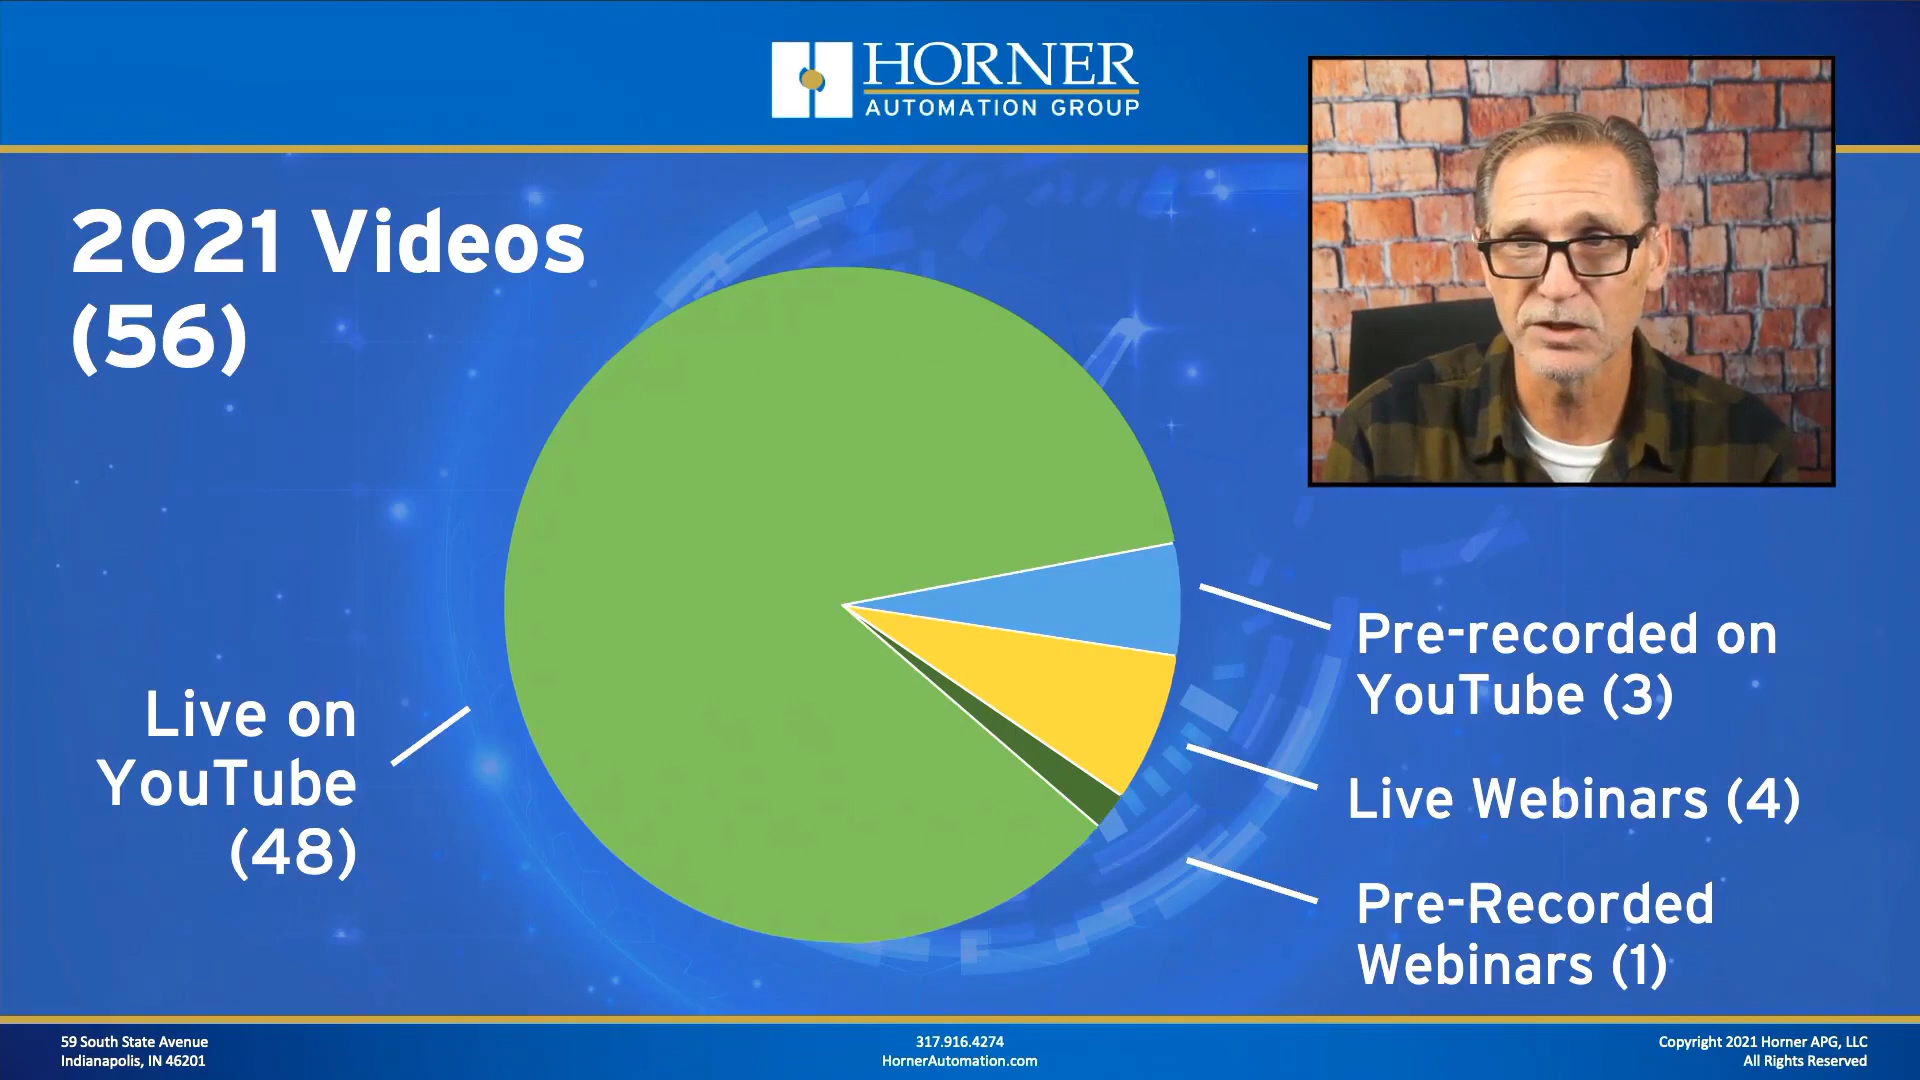 HORNER
AUTOMATION GROUP
2021 Videos
(56)
Live on
YouTube
(48)
Pre-recorded on
YouTube (3)
Live Webinars (4)
Pre-Recorded
Webinars (1)
59 South State Avenue
Indianapolis, IN 46201
317.916.4274
HornerAutomation.com
Copyright 2021 Horner APG, LLC
All Rights Reserved